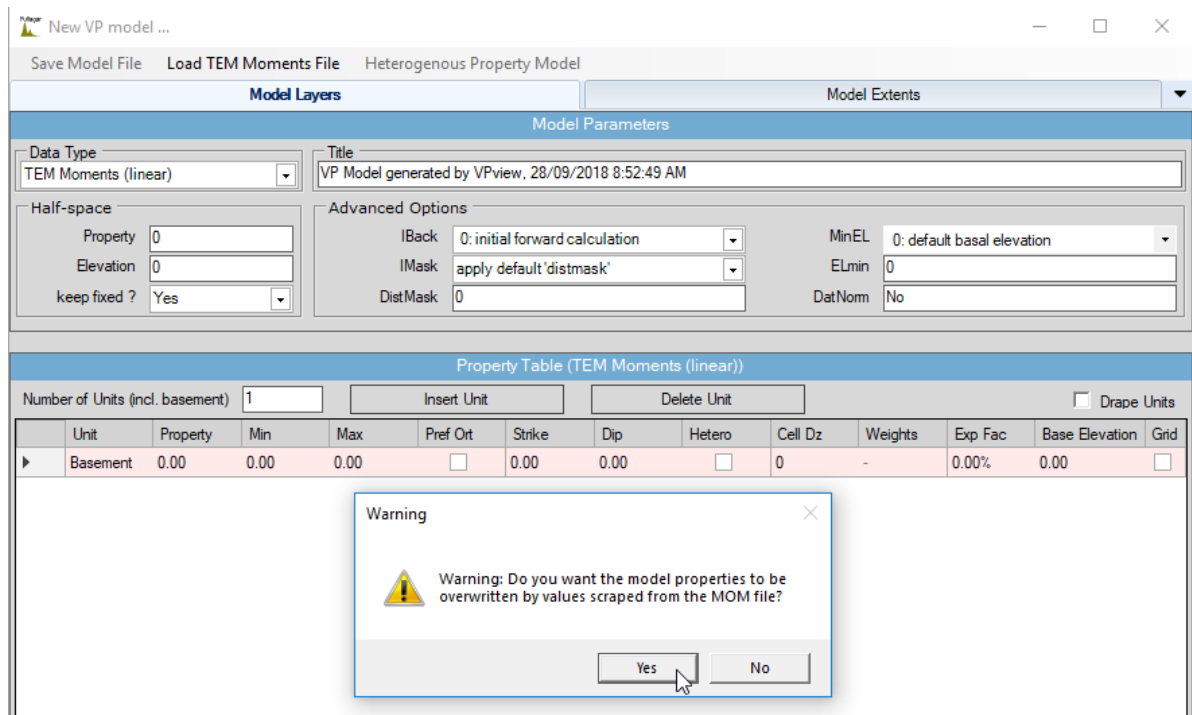 Fullagar
New VP model ...
Save Model File Load TEM Moments File Heterogenous Property Model
Model Layers Model Extents
Model Parameters
Data Type Title
TEM Moments (linear) VP Model generated by VPview, 28/09/2018 8:52:49 AM
Half-space Advanced Options
Property 0 IBack 0: initial forward calculation MinEL 0: default basal elevation
Elevation 0 IMask apply default 'distmask' ELmin 0
keep fixed ? Yes DistMask 0 DatNorm No
Property Table (TEM Moments (linear))
Number of Units (incl. basement) 1 Insert Unit Delete Unit Drape Units
Unit Property Min Max Pref Ort Strike Dip Hetero Cell Dz Weights Exp Fac Base Elevation Grid
Basement 0.00 0.00 0.00 0.00 0.00 0 - 0.00% 0.00
Warning
Warning: Do you want the model properties to be
overwritten by values scraped from the MOM file?
Yes No